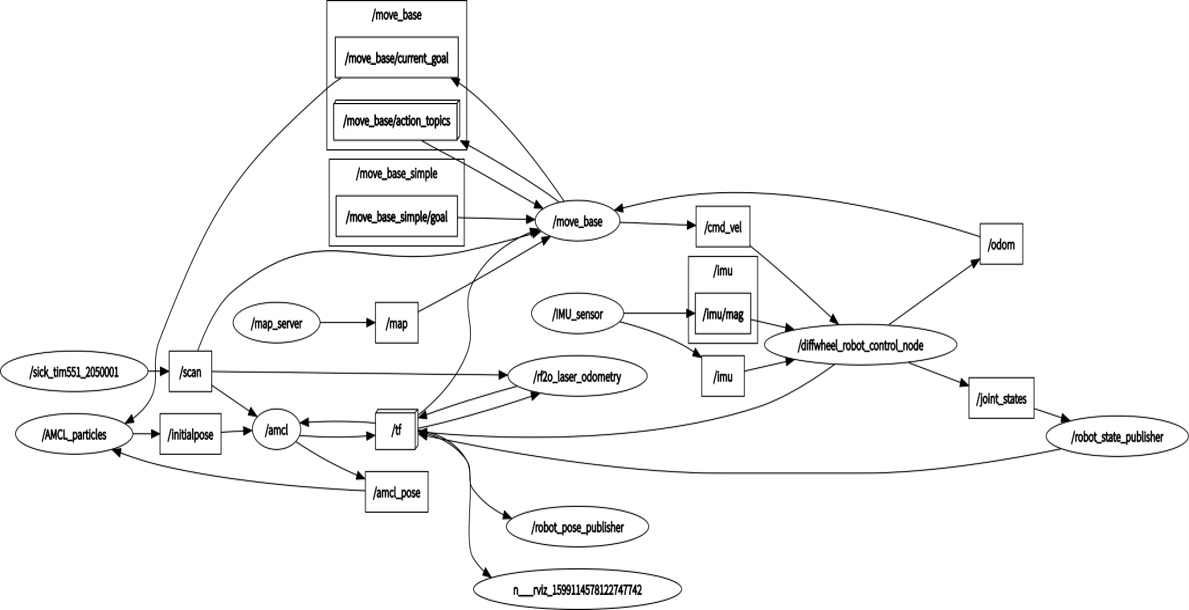 /move_base
/move_base/current_goal
/move_base/action_topics
/move_base_simple
/move_base_simple/goal
/move_base
/cmd_vel
/odom
/imu
/imu/mag
/map_server
/map
/IMU_sensor
/diffwheel_robot_control_node
/sick_tim551_2050001
/scan
/rf2o_laser_odometry
/imu
/joint_states
/AMCL_particles
/initialpose
/amcl
/tf
/robot_state_publisher
/amcl_pose
/robot_pose_publisher
n___rviz_1599114578122747742